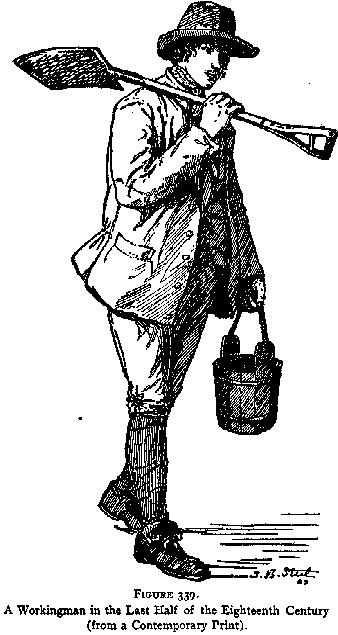 FIGURE 339.
A Workingman in the Last Half of the Eighteenth Century
(from a Contemporary Print).